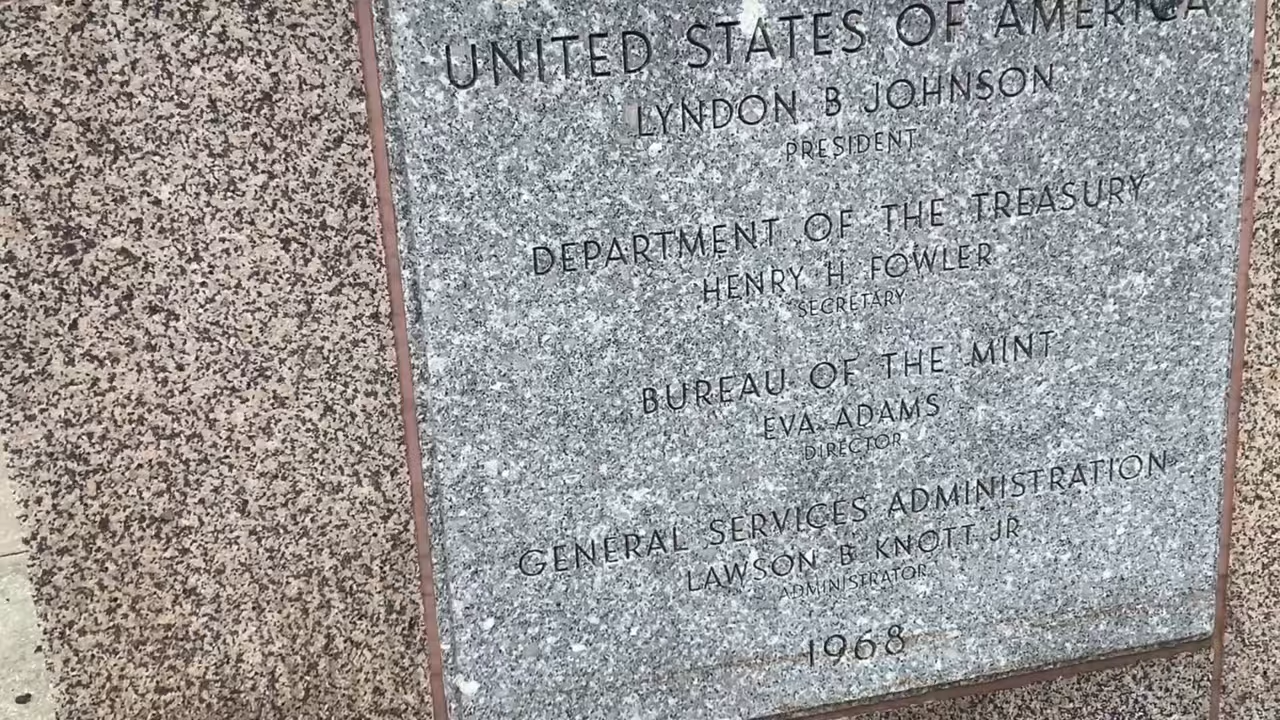 UNITED STATES OF AMERICA
LYNDON B JOHNSON
PRESIDENT
DEPARTMENT OF THE TREASURY
HENRY H FOWLER
SECRETARY
BUREAU OF THE MINT
EVA ADAMS
DIRECTOR
GENERAL SERVICES ADMINISTRATION
LAWSON B KNOTT JR
ADMINISTRATOR
1968